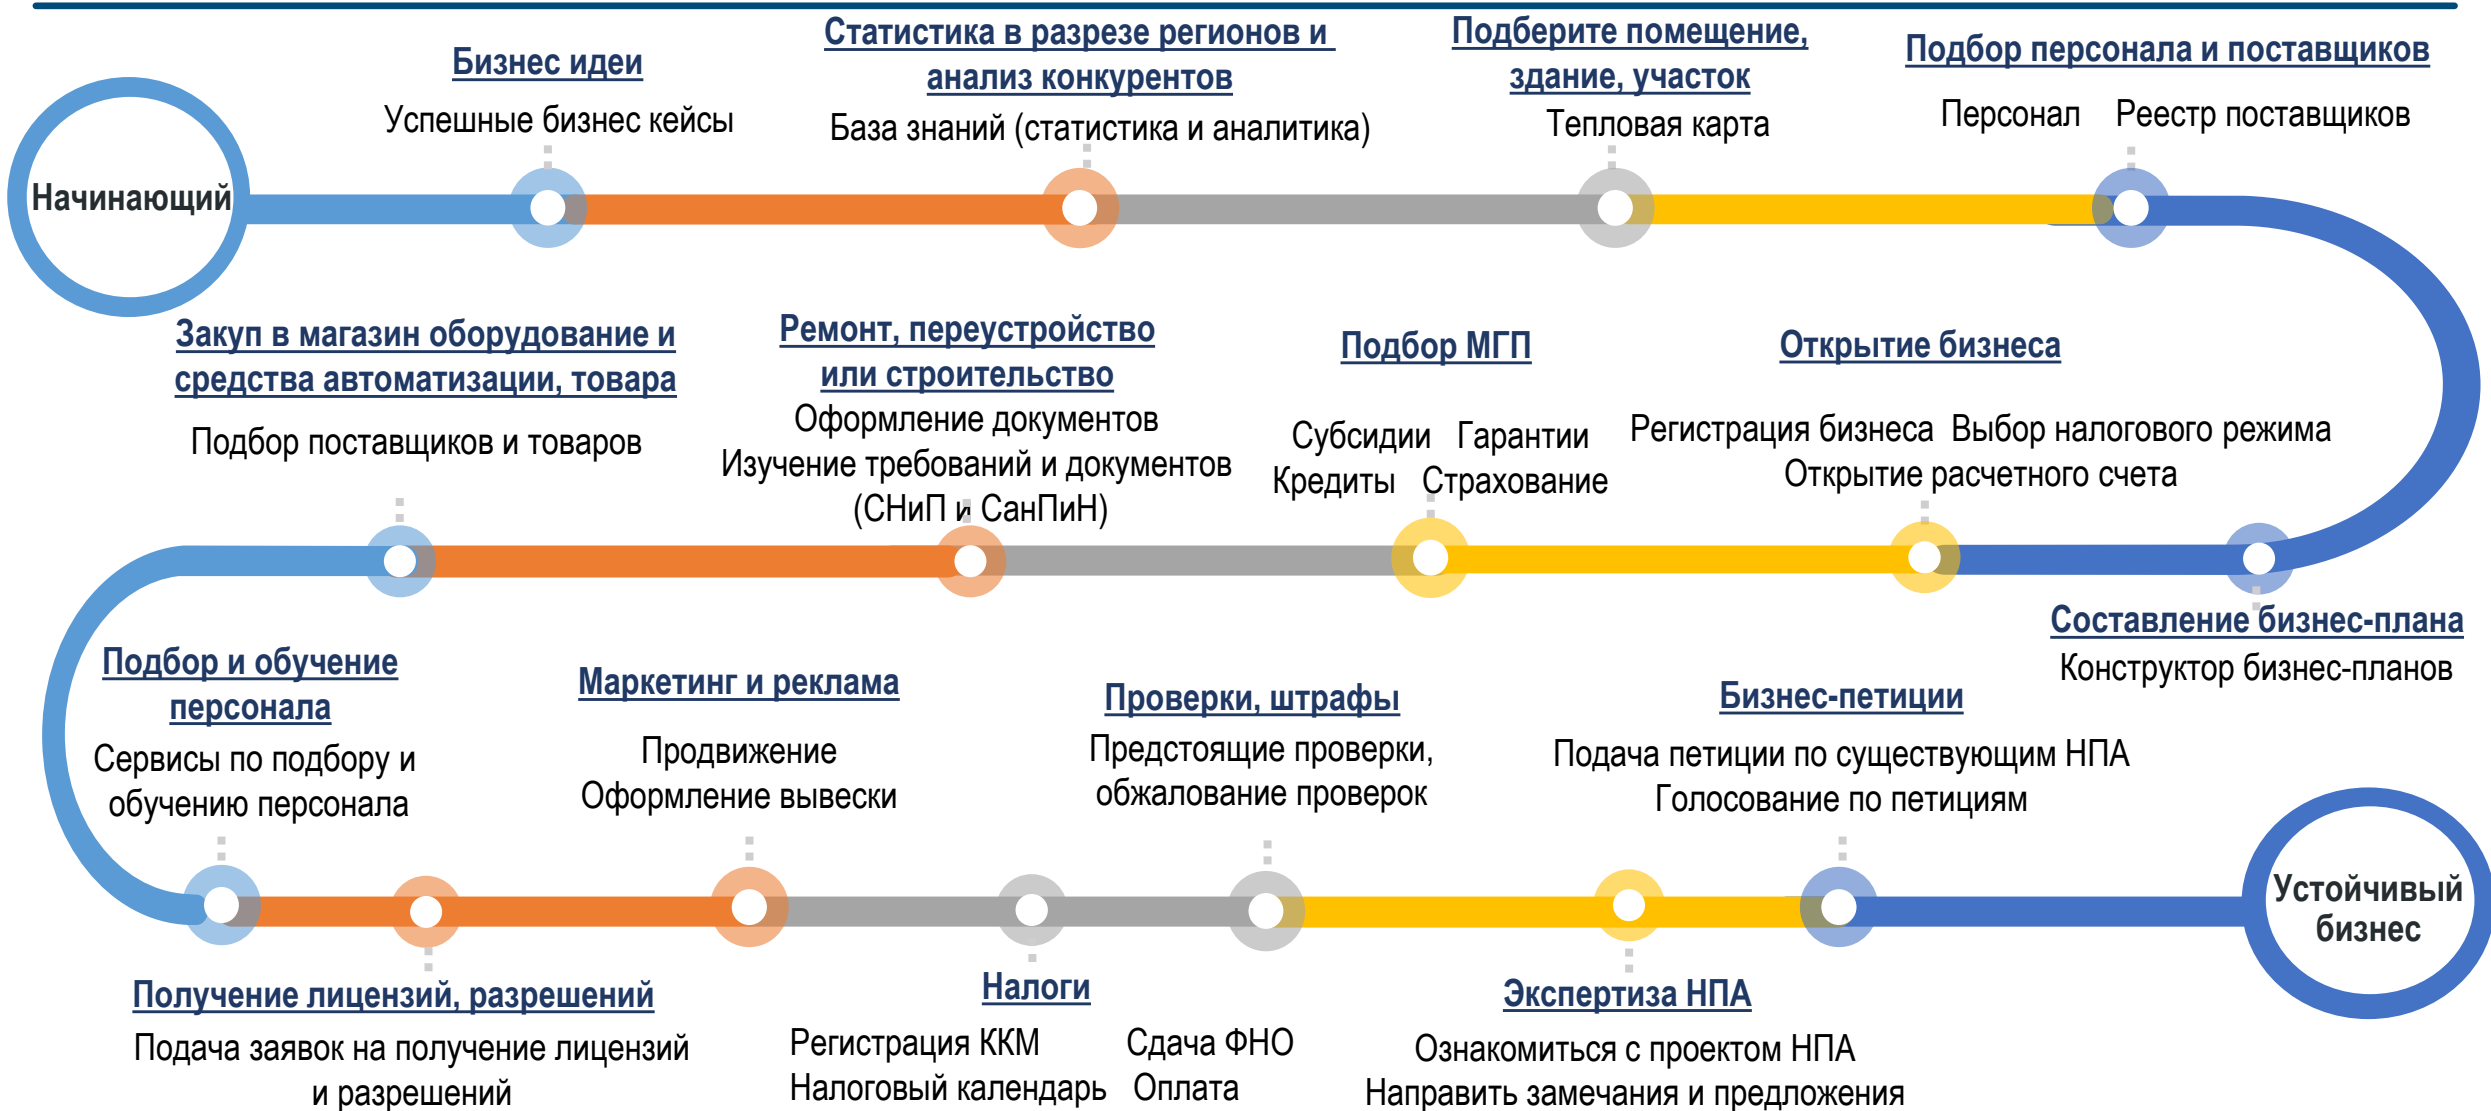 Начинающий
Бизнес идеи
Успешные бизнес кейсы
Статистика в разрезе регионов и
анализ конкурентов
База знаний (статистика и аналитика)
Подберите помещение,
здание, участок
Тепловая карта
Подбор персонала и поставщиков
Персонал Реестр поставщиков
Закуп в магазин оборудование и
средства автоматизации, товара
Подбор поставщиков и товаров
Ремонт, переустройство
или строительство
Оформление документов
Изучение требований и документов
(СНиП и СанПиН)
Подбор МГП
Субсидии Гарантии
Кредиты Страхование
Открытие бизнеса
Регистрация бизнеса Выбор налогового режима
Открытие расчетного счета
Составление бизнес-плана
Конструктор бизнес-планов
Подбор и обучение
персонала
Сервисы по подбору и
обучению персонала
Маркетинг и реклама
Продвижение
Оформление вывески
Проверки, штрафы
Предстоящие проверки,
обжалование проверок
Бизнес-петиции
Подача петиции по существующим НПА
Голосование по петициям
Устойчивый
бизнес
Получение лицензий, разрешений
Подача заявок на получение лицензий
и разрешений
Налоги
Регистрация ККМ Сдача ФНО
Налоговый календарь Оплата
Экспертиза НПА
Ознакомиться с проектом НПА
Направить замечания и предложения